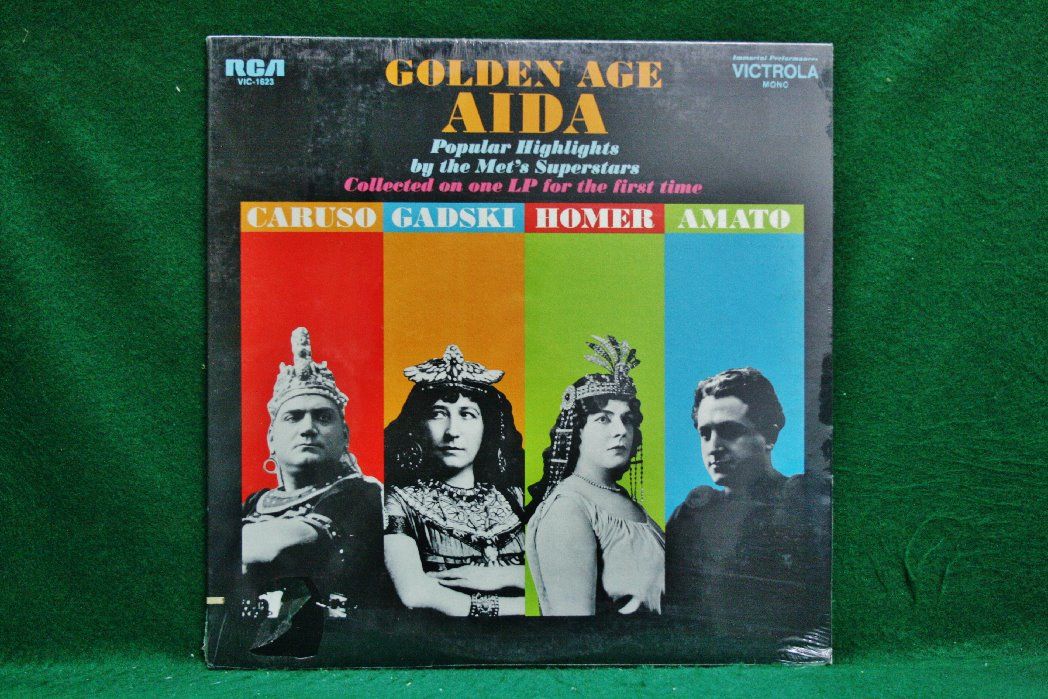 RCA
VIC-1623
GOLDEN AGE
AIDA
Immortal Performances
VICTROLA
MONO
Popular Highlights
by the Met's Superstars
Collected on one LP for the first time
CARUSO GADSKI HOMER AMATO